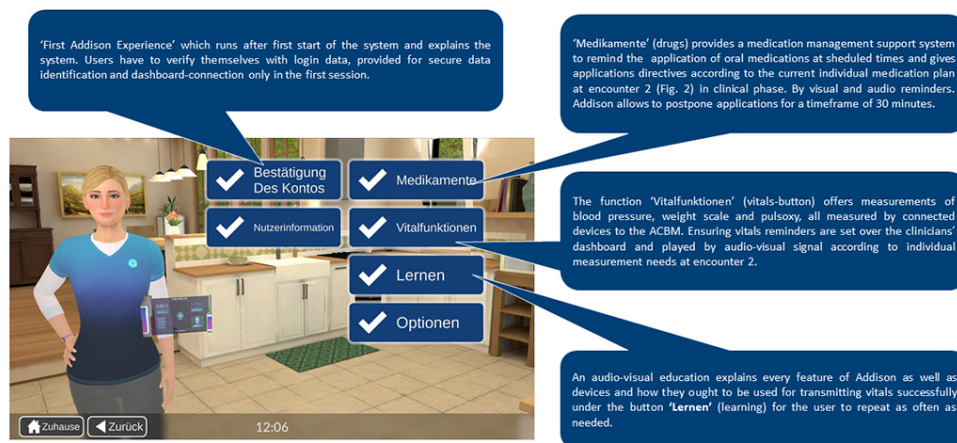 'First Addison Experience' which runs after first start of the system and explains the
system. Users have to verify themselves with login data, provided for secure data
identification and dashboard-connection only in the first session.
'Medikamente' (drugs) provides a medication management support system
to remind the application of oral medications at sheduled times and gives
applications directives according to the current individual medication plan
at encounter 2 (Fig. 2) in clinical phase. By visual and audio reminders.
Addison allows to postpone applications for a timeframe of 30 minutes.
Bestätigung
Des Kontos
Medikamente
Nutzerinformation
Vitalfunktionen
Lernen
Optionen
The function 'Vitalfunktionen' (vitals-button) offers measurements of
blood pressure, weight scale and pulsoxy, all measured by connected
devices to the ACBM. Ensuring vitals reminders are set over the clinicians'
dashboard and played by audio-visual signal according to individual
measurement needs at encounter 2.
An audio-visual education explains every feature of Addison as well as
devices and how they ought to be used for transmitting vitals successfully
under the button 'Lernen' (learning) for the user to repeat as often as
needed.
Zuhause
Zurück
12:06